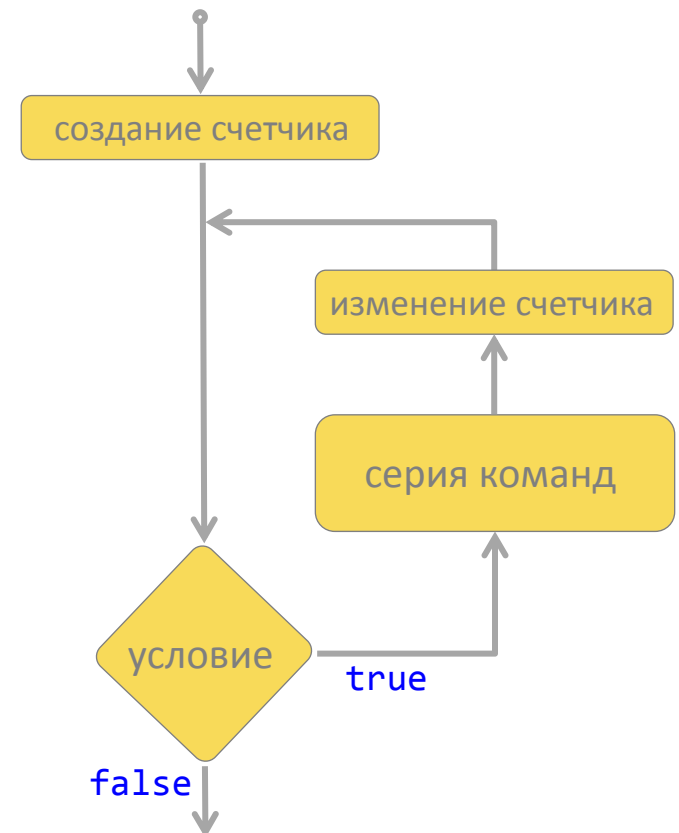 создание счетчика
изменение счетчика
серия команд
условие
true
false